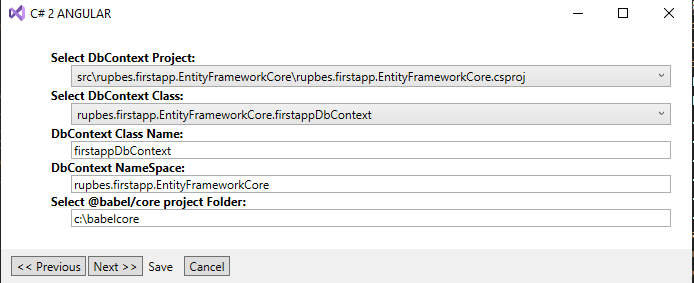 C# 2 ANGULAR
Select DbContext Project:
src\rupbes.firstapp.EntityFrameworkCore\rupbes.firstapp.EntityFrameworkCore.csproj
Select DbContext Class:
rupbes.firstapp.EntityFrameworkCore.firstappDbContext
DbContext Class Name:
firstappDbContext
DbContext NameSpace:
rupbes.firstapp.EntityFrameworkCore
Select @babel/core project Folder:
c:\babelcore
<< Previous Next >> Save Cancel